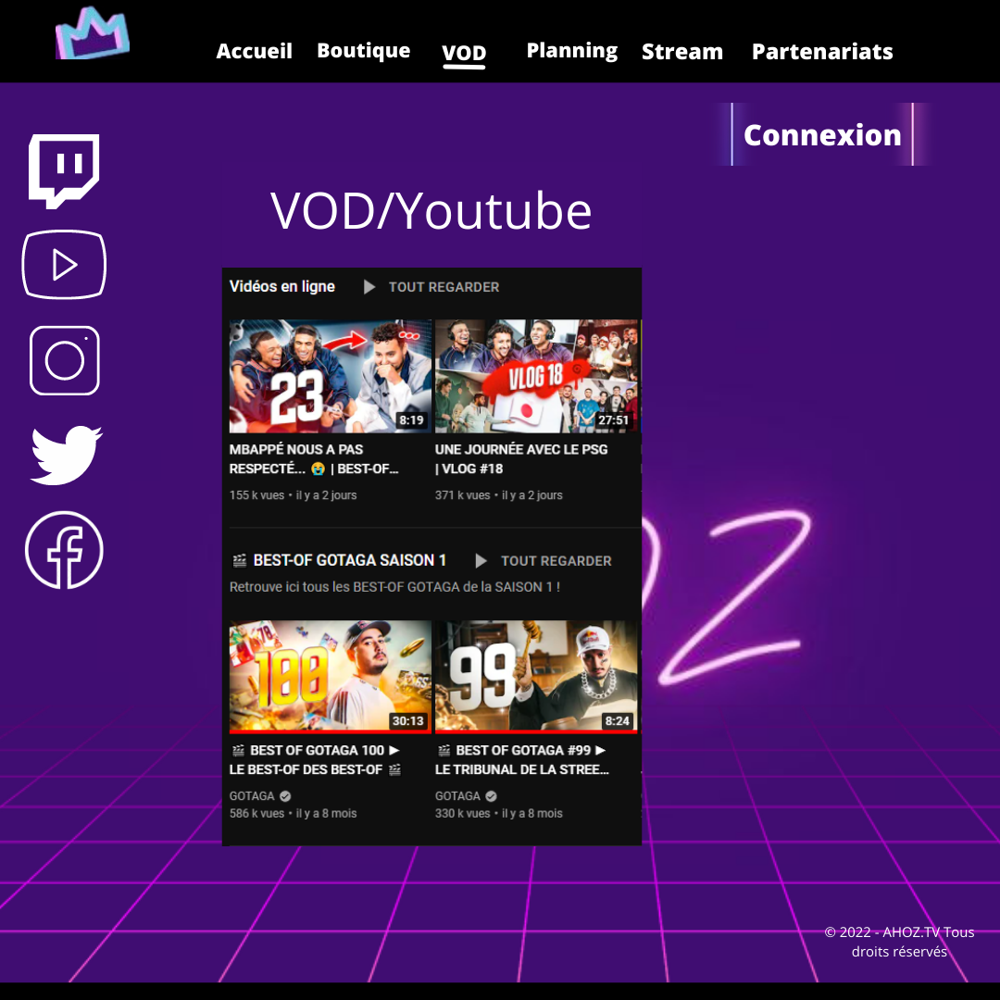 Accueil Boutique VOD Planning Stream Partenariats
Connexion
VOD/Youtube
Vidéos en ligne TOUT REGARDER
23
8:19
VLOG 18
27:51
MBAPPÉ NOUS A PAS
RESPECTÉ... 😭 | BEST-OF...
155 k vues • il y a 2 jours
UNE JOURNÉE AVEC LE PSG
| VLOG #18
371 k vues • il y a 2 jours
🎬 BEST-OF GOTAGA SAISON 1 TOUT REGARDER
Retrouve ici tous les BEST-OF GOTAGA de la SAISON 1 !
78
100
30:13
99
8:24
🎬 BEST OF GOTAGA 100 ►
LE BEST-OF DES BEST-OF 🎬
GOTAGA
586 k vues • il y a 8 mois
🎬 BEST OF GOTAGA #99 ►
LE TRIBUNAL DE LA STREE...
GOTAGA
330 k vues • il y a 8 mois
OZ
© 2022 - AHOZ.TV Tous
droits réservés